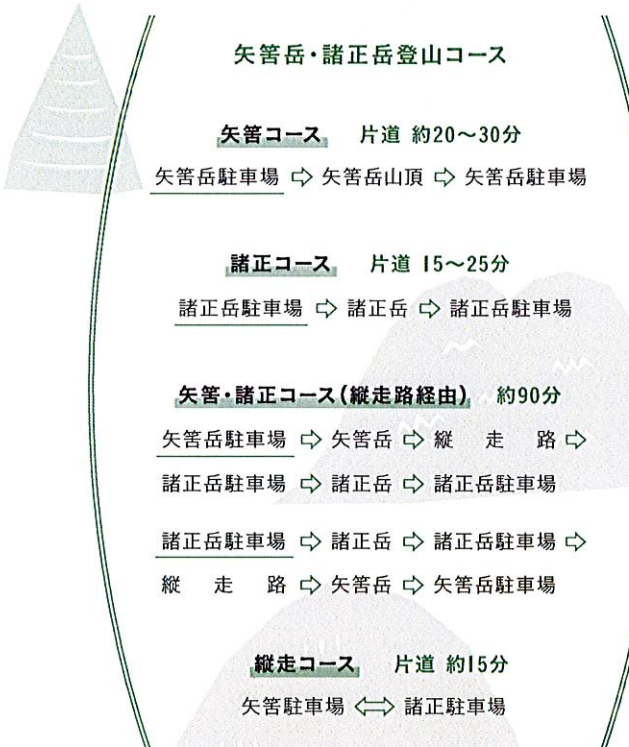 矢筈岳・諸正岳登山コース
矢筈コース 片道 約20〜30分
矢筈岳駐車場 ⇨ 矢筈岳山頂 ⇨ 矢筈岳駐車場
諸正コース 片道 15〜25分
諸正岳駐車場 ⇨ 諸正岳 ⇨ 諸正岳駐車場
矢筈・諸正コース(縦走路経由) 約90分
矢筈岳駐車場 ⇨ 矢筈岳 ⇨ 縦 走 路 ⇨
諸正岳駐車場 ⇨ 諸正岳 ⇨ 諸正岳駐車場
諸正岳駐車場 ⇨ 諸正岳 ⇨ 諸正岳駐車場 ⇨
縦 走 路 ⇨ 矢筈岳 ⇨ 矢筈岳駐車場
縦走コース 片道 約15分
矢筈駐車場 ⇔ 諸正駐車場